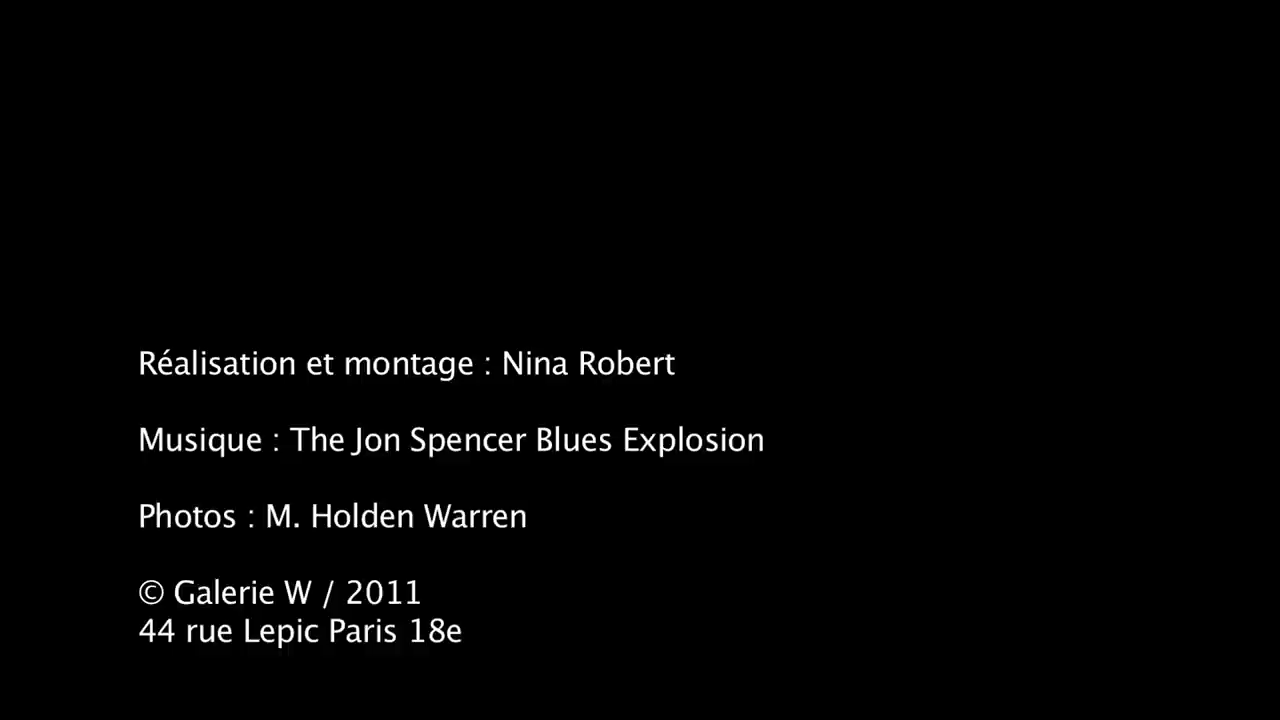 Réalisation et montage : Nina Robert
Musique : The Jon Spencer Blues Explosion
Photos : M. Holden Warren
© Galerie W / 2011
44 rue Lepic Paris 18e